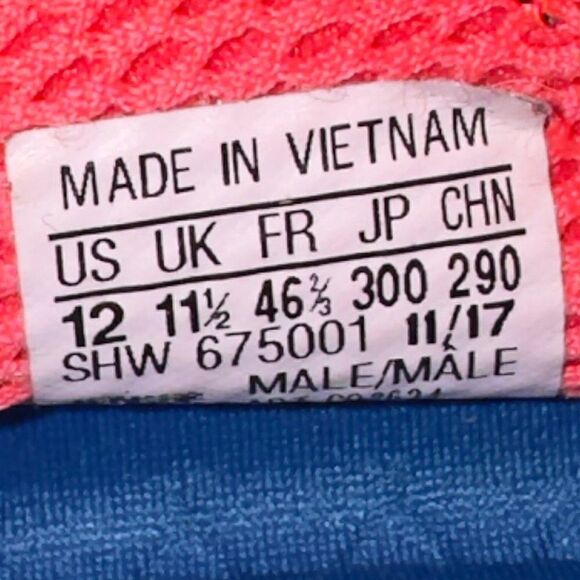 MADE IN VIETNAM
US UK FR JP CHN
12 11½ 46⅔ 300 290
SHW 675001 11/17
MALE/MÂLE